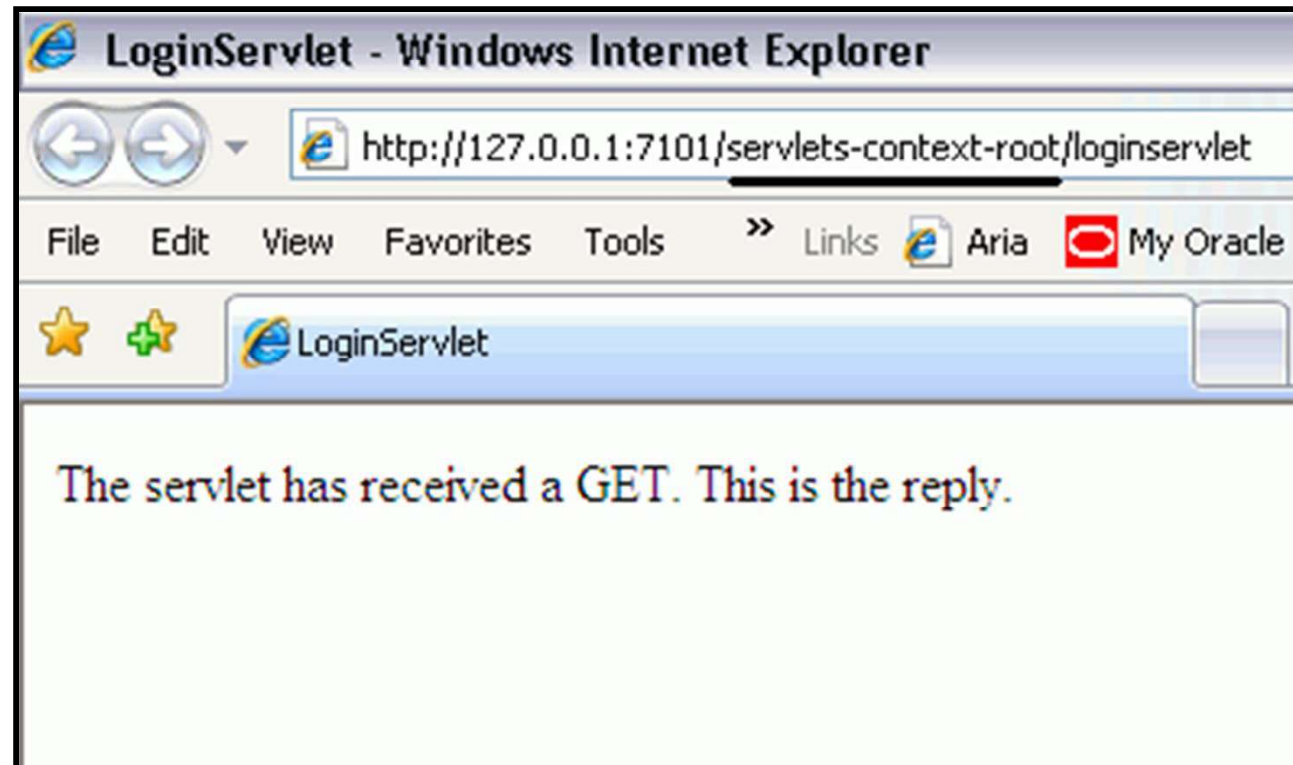 LoginServlet - Windows Internet Explorer
http://127.0.0.1:7101/servlets-context-root/loginservlet
File Edit View Favorites Tools » Links Aria My Oracle
LoginServlet
The servlet has received a GET. This is the reply.